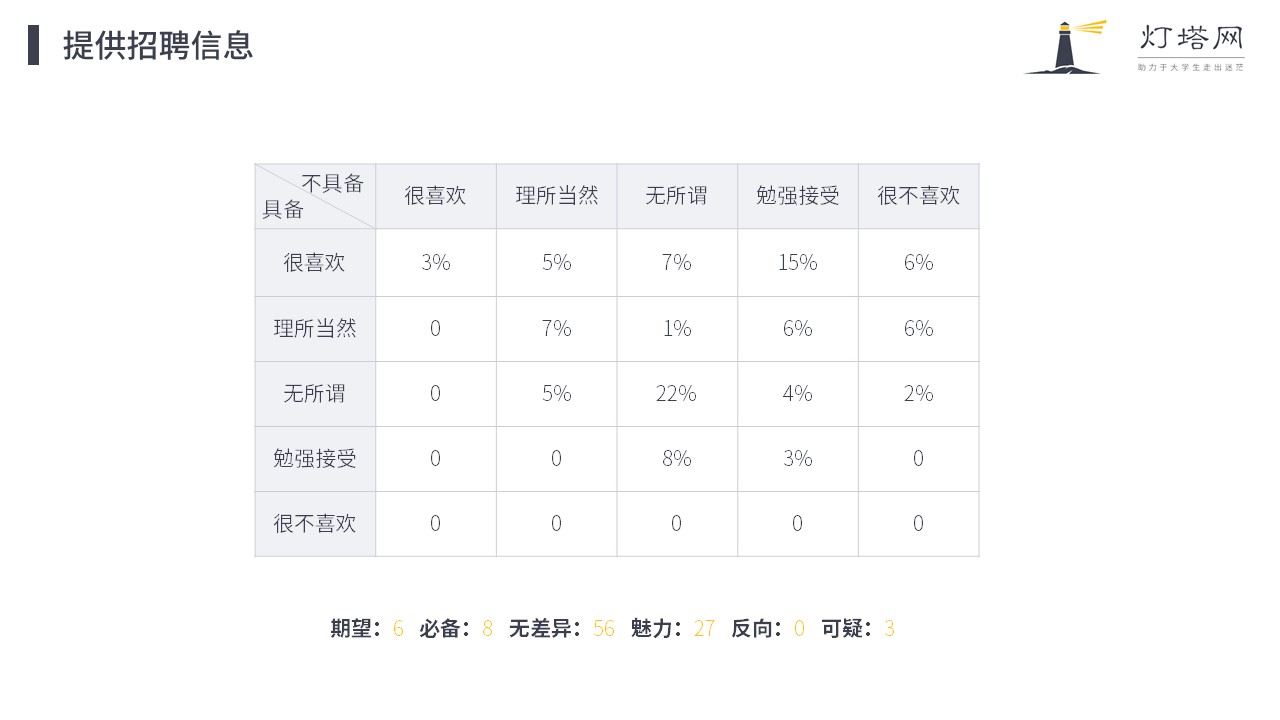 提供招聘信息
灯塔网
助力于大学生走出迷茫
不具备
具备
很喜欢 理所当然 无所谓 勉强接受 很不喜欢
很喜欢 3% 5% 7% 15% 6%
理所当然 0 7% 1% 6% 6%
无所谓 0 5% 22% 4% 2%
勉强接受 0 0 8% 3% 0
很不喜欢 0 0 0 0 0
期望：6 必备：8 无差异：56 魅力：27 反向：0 可疑：3